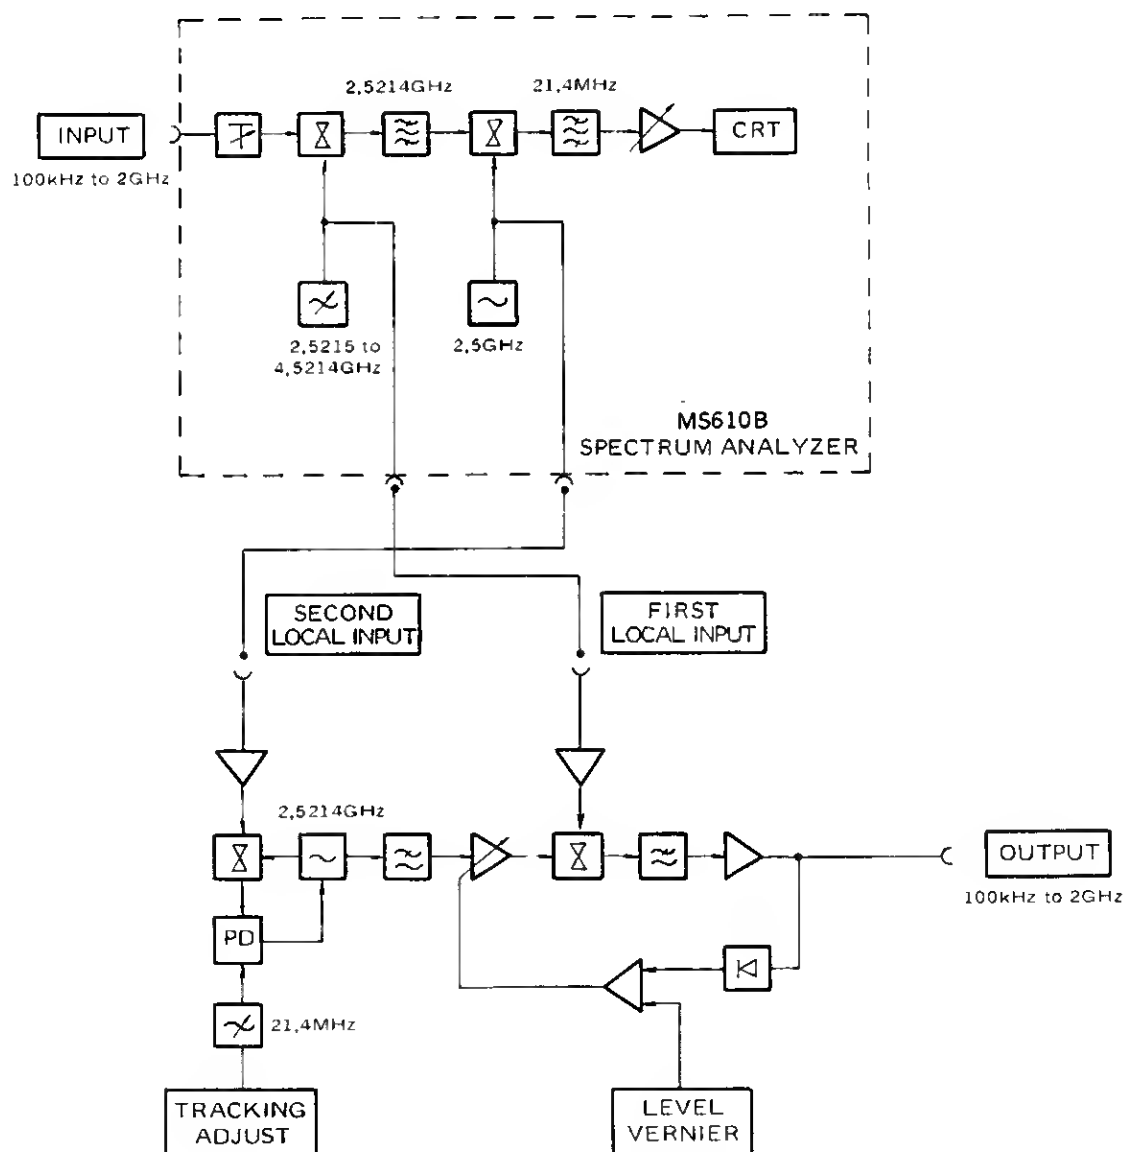 2,5214GHz
21,4MHz
INPUT
CRT
100kHz to 2GHz
2,5215 to
4,5214GHz
2,5GHz
MS610B
SPECTRUM ANALYZER
SECOND
LOCAL INPUT
FIRST
LOCAL INPUT
2,5214GHz
OUTPUT
100kHz to 2GHz
PD
21,4MHz
TRACKING
ADJUST
LEVEL
VERNIER